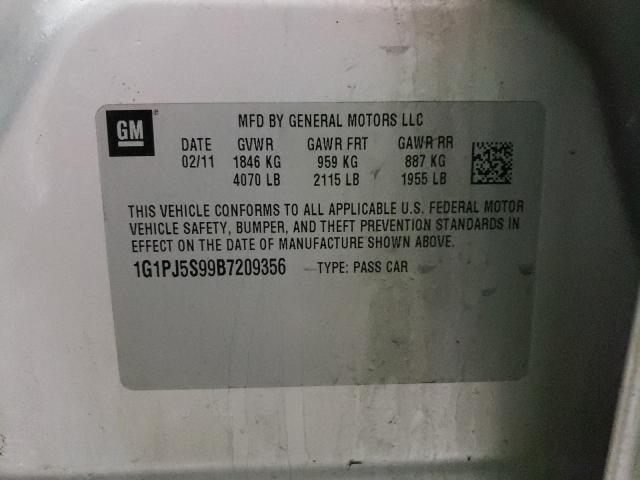 GM
MFD BY GENERAL MOTORS LLC
DATE GVWR GAWR FRT GAWR RR
02/11 1846 KG 959 KG 887 KG
4070 LB 2115 LB 1955 LB
THIS VEHICLE CONFORMS TO ALL APPLICABLE U.S. FEDERAL MOTOR
VEHICLE SAFETY, BUMPER, AND THEFT PREVENTION STANDARDS IN
EFFECT ON THE DATE OF MANUFACTURE SHOWN ABOVE.
1G1PJ5S99B7209356 TYPE: PASS CAR